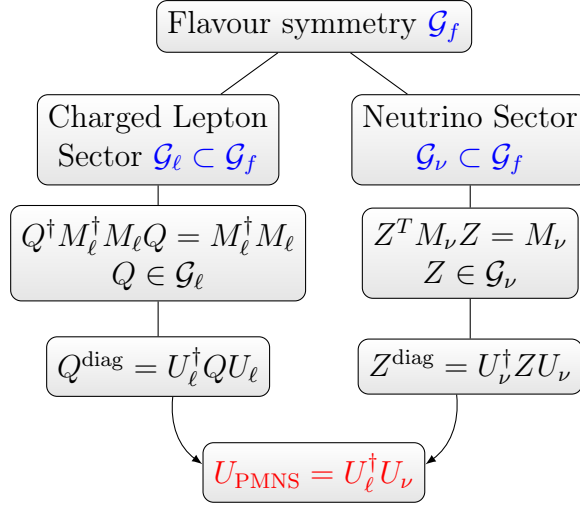 Flavour symmetry 𝒢_f
Charged Lepton
Sector 𝒢_ℓ ⊂ 𝒢_f
Neutrino Sector
𝒢_ν ⊂ 𝒢_f
Q^† M_ℓ^† M_ℓ Q = M_ℓ^† M_ℓ
Q ∈ 𝒢_ℓ
Z^T M_ν Z = M_ν
Z ∈ 𝒢_ν
Q^diag = U_ℓ^† Q U_ℓ
Z^diag = U_ν^† Z U_ν
U_PMNS = U_ℓ^† U_ν